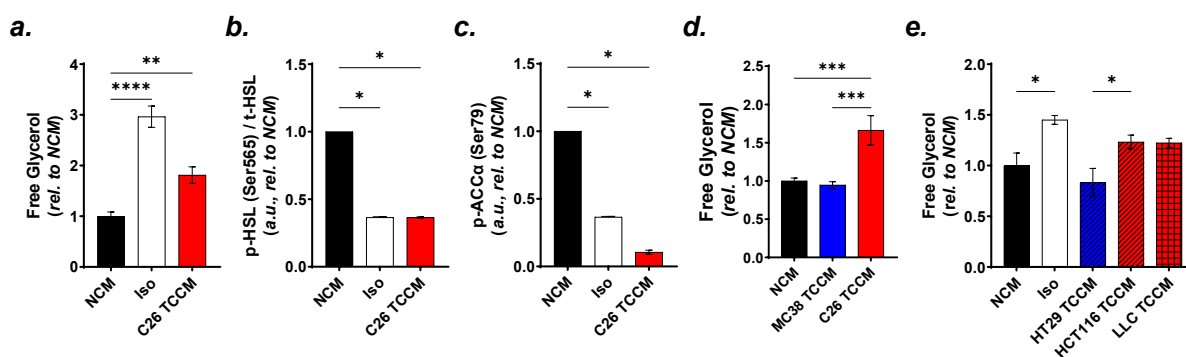 a.
Free Glycerol
(rel. to NCM)
4
3
2
1
0
**
****
NCM
Iso
C26 TCCM
b.
p-HSL (Ser565) / t-HSL
(a.u., rel. to NCM)
1.5
1.0
0.5
0.0
*
*
NCM
Iso
C26 TCCM
c.
p-ACCα (Ser79)
(a.u., rel. to NCM)
1.5
1.0
0.5
0.0
*
*
NCM
Iso
C26 TCCM
d.
Free Glycerol
(rel. to NCM)
2.5
2.0
1.5
1.0
0.5
0.0
***
***
NCM
MC38 TCCM
C26 TCCM
e.
Free Glycerol
(rel. to NCM)
2.0
1.5
1.0
0.5
0.0
*
*
NCM
Iso
HT29 TCCM
HCT116 TCCM
LLC TCCM